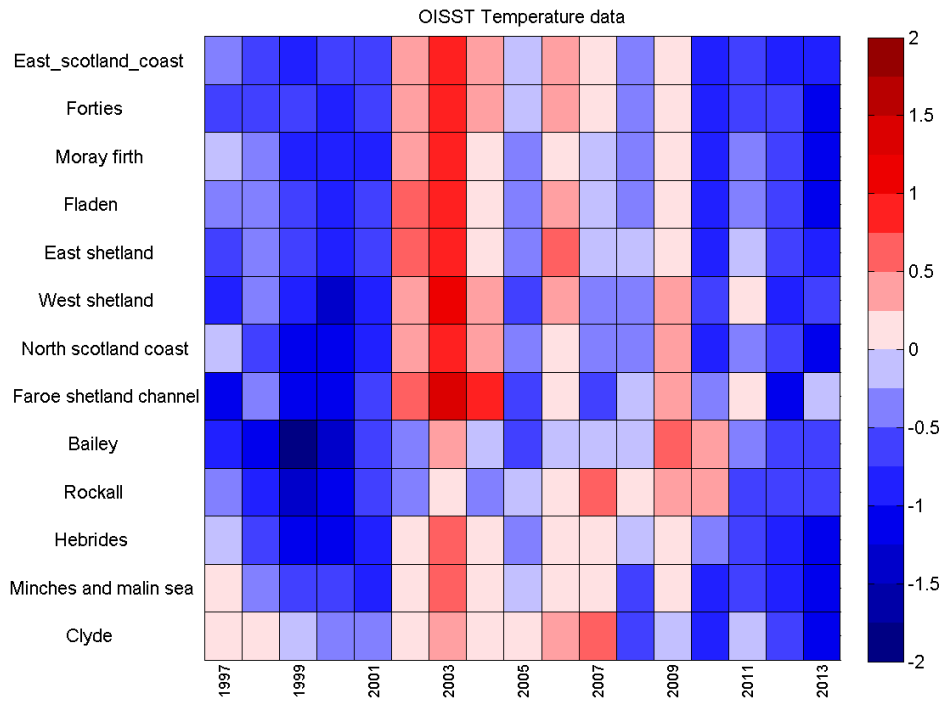 OISST Temperature data
East_scotland_coast
Forties
Moray firth
Fladen
East shetland
West shetland
North scotland coast
Faroe shetland channel
Bailey
Rockall
Hebrides
Minches and malin sea
Clyde
1997
1999
2001
2003
2005
2007
2009
2011
2013
2
1.5
1
0.5
0
-0.5
-1
-1.5
-2